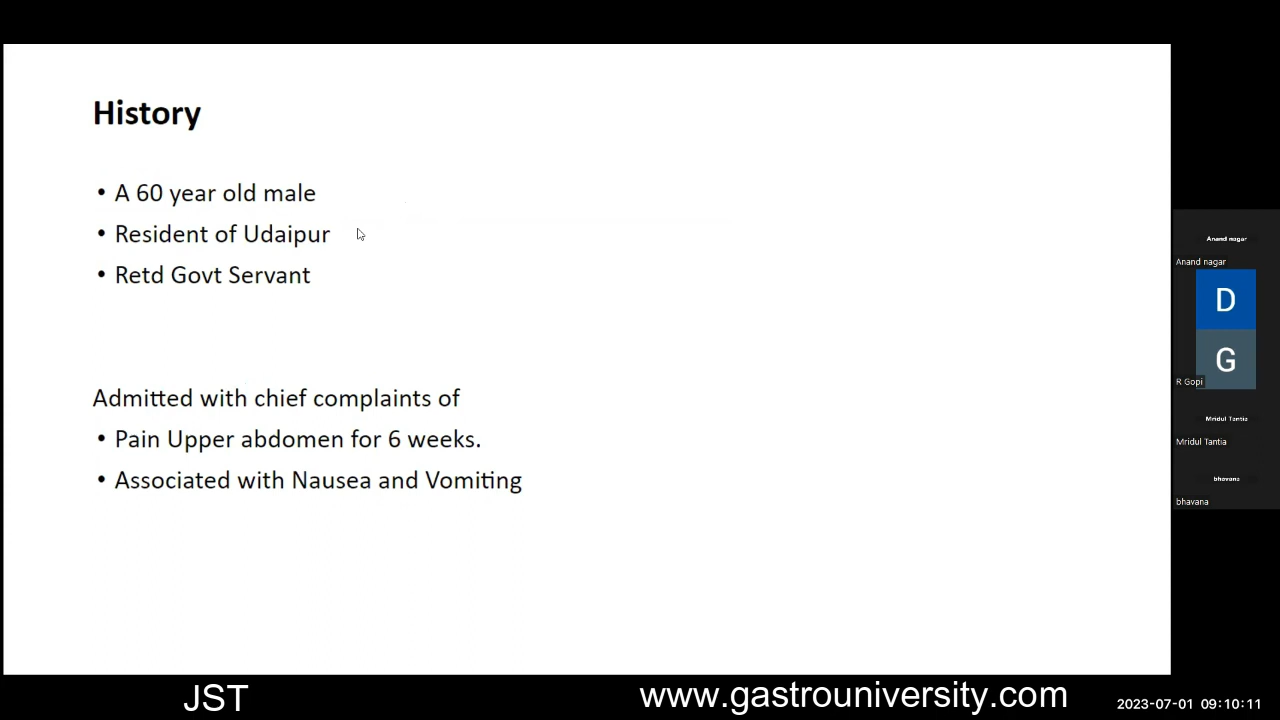 History
• A 60 year old male
• Resident of Udaipur
• Retd Govt Servant
Admitted with chief complaints of
• Pain Upper abdomen for 6 weeks.
• Associated with Nausea and Vomiting
Anand nagar
Anand nagar
D
G
R Gopi
Mridul Tantia
Mridul Tantia
bhavana
bhavana
JST
www.gastrouniversity.com
2023-07-01 09:10:11